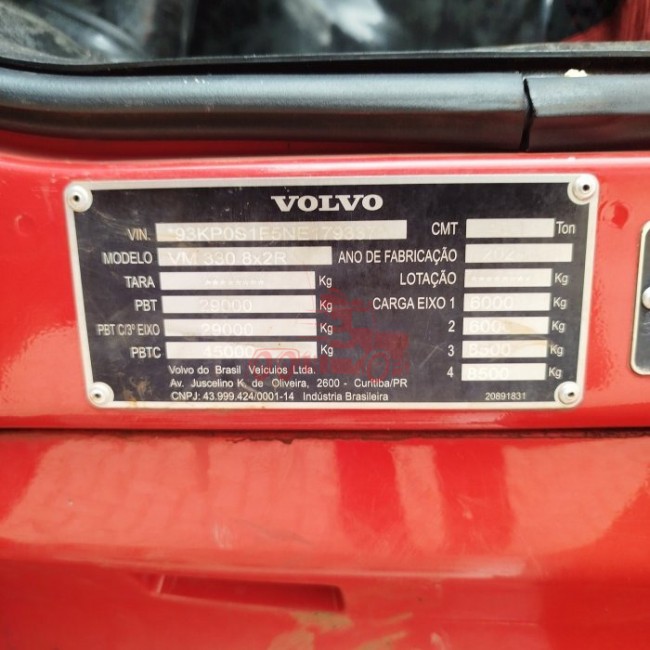 VOLVO
VIN. *93KP0S1F5NE179337 CMT Ton
MODELO VM 330 8x2R ANO DE FABRICAÇÃO
TARA -------- Kg LOTAÇÃO -------- Kg
PBT 29000 Kg CARGA EIXO 1 6000 Kg
PBT C/3º EIXO 29000 Kg 2 6000 Kg
PBTC 45000 Kg 3 8500 Kg
4 8500 Kg
Volvo do Brasil Veículos Ltda.
Av. Juscelino K. de Oliveira, 2600 - Curitiba/PR
CNPJ: 43.999.424/0001-14 Indústria Brasileira 20891831